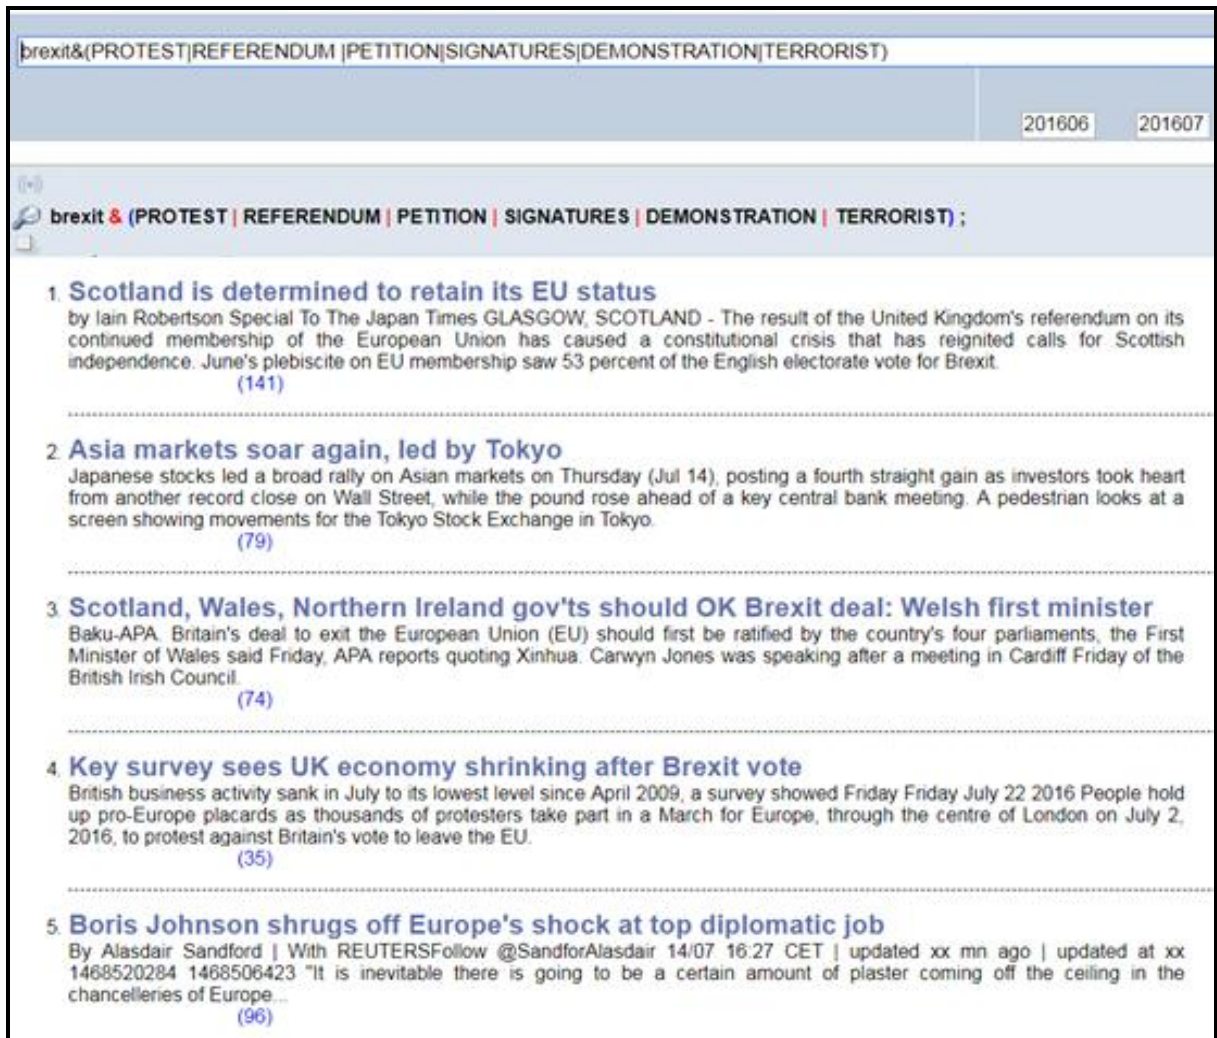 brexit&(PROTEST|REFERENDUM |PETITION|SIGNATURES|DEMONSTRATION|TERRORIST)
201606 201607
brexit & (PROTEST | REFERENDUM | PETITION | SIGNATURES | DEMONSTRATION | TERRORIST) ;
1. Scotland is determined to retain its EU status
by Iain Robertson Special To The Japan Times GLASGOW, SCOTLAND - The result of the United Kingdom's referendum on its
continued membership of the European Union has caused a constitutional crisis that has reignited calls for Scottish
independence. June's plebiscite on EU membership saw 53 percent of the English electorate vote for Brexit.
(141)
2. Asia markets soar again, led by Tokyo
Japanese stocks led a broad rally on Asian markets on Thursday (Jul 14), posting a fourth straight gain as investors took heart
from another record close on Wall Street, while the pound rose ahead of a key central bank meeting. A pedestrian looks at a
screen showing movements for the Tokyo Stock Exchange in Tokyo.
(79)
3. Scotland, Wales, Northern Ireland gov'ts should OK Brexit deal: Welsh first minister
Baku-APA. Britain's deal to exit the European Union (EU) should first be ratified by the country's four parliaments, the First
Minister of Wales said Friday, APA reports quoting Xinhua. Carwyn Jones was speaking after a meeting in Cardiff Friday of the
British Irish Council.
(74)
4. Key survey sees UK economy shrinking after Brexit vote
British business activity sank in July to its lowest level since April 2009, a survey showed Friday Friday July 22 2016 People hold
up pro-Europe placards as thousands of protesters take part in a March for Europe, through the centre of London on July 2,
2016, to protest against Britain's vote to leave the EU.
(35)
5. Boris Johnson shrugs off Europe's shock at top diplomatic job
By Alasdair Sandford | With REUTERSFollow @SandforAlasdair 14/07 16:27 CET | updated xx mn ago | updated at xx
1468520284 1468506423 "It is inevitable there is going to be a certain amount of plaster coming off the ceiling in the
chancelleries of Europe...
(96)